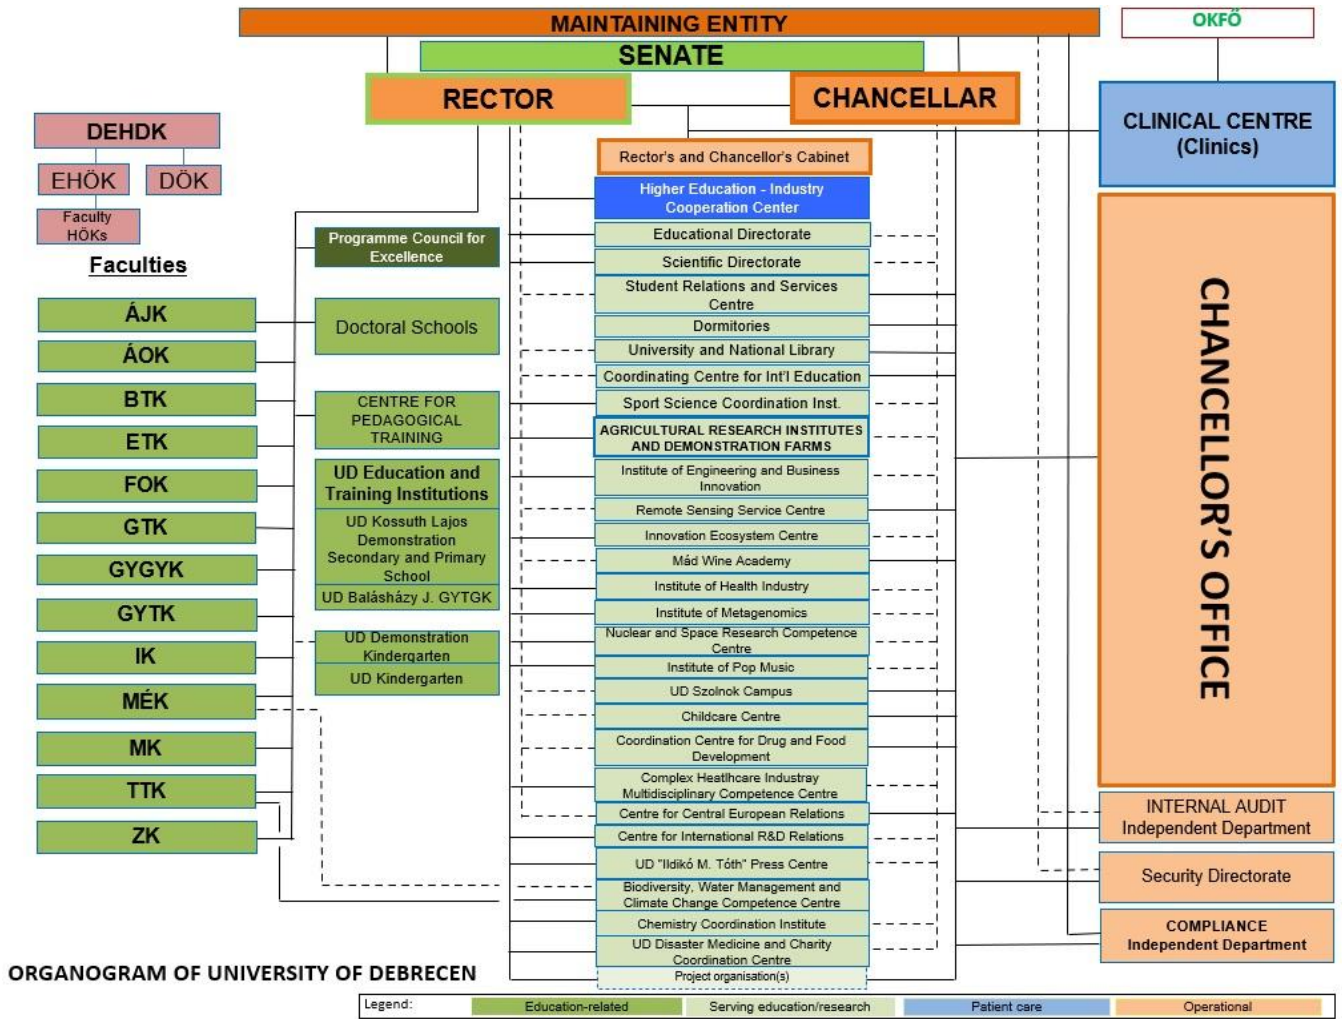 MAINTAINING ENTITY
OKFŐ
SENATE
RECTOR
CHANCELLAR
CLINICAL CENTRE
(Clinics)
DEHDK
EHÖK
DÖK
Faculty
HÖKs
Faculties
ÁJK
ÁOK
BTK
ETK
FOK
GTK
GYGYK
GYTK
IK
MÉK
MK
TTK
ZK
Programme Council for
Excellence
Doctoral Schools
CENTRE FOR
PEDAGOGICAL
TRAINING
UD Education and
Training Institutions
UD Kossuth Lajos
Demonstration
Secondary and Primary
School
UD Balásházy J. GYTGK
UD Demonstration
Kindergarten
UD Kindergarten
Rector's and Chancellor's Cabinet
Higher Education - Industry
Cooperation Center
Educational Directorate
Scientific Directorate
Student Relations and Services
Centre
Dormitories
University and National Library
Coordinating Centre for Int'l Education
Sport Science Coordination Inst.
AGRICULTURAL RESEARCH INSTITUTES
AND DEMONSTRATION FARMS
Institute of Engineering and Business
Innovation
Remote Sensing Service Centre
Innovation Ecosystem Centre
Mád Wine Academy
Institute of Health Industry
Institute of Metagenomics
Nuclear and Space Research Competence
Centre
Institute of Pop Music
UD Szolnok Campus
Childcare Centre
Coordination Centre for Drug and Food
Development
Complex Heatlhcare Industray
Multidisciplinary Competence Centre
Centre for Central European Relations
Centre for International R&D Relations
UD "Ildikó M. Tóth" Press Centre
Biodiversity, Water Management and
Climate Change Competence Centre
Chemistry Coordination Institute
UD Disaster Medicine and Charity
Coordination Centre
Project organisation(s)
CHANCELLOR'S OFFICE
INTERNAL AUDIT
Independent Department
Security Directorate
COMPLIANCE
Independent Department
ORGANOGRAM OF UNIVERSITY OF DEBRECEN
Legend:
Education-related
Serving education/research
Patient care
Operational